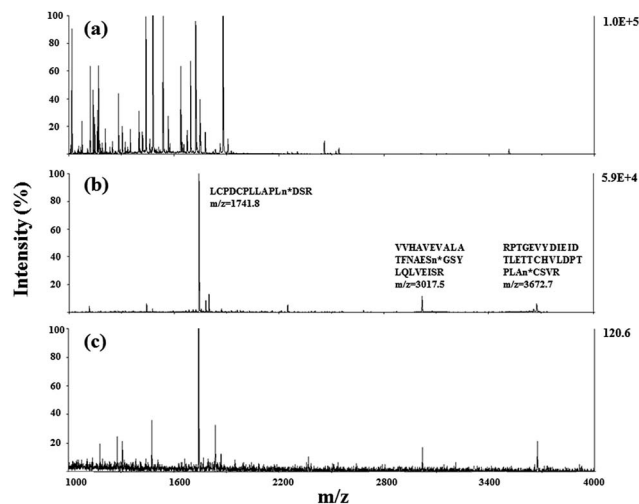 Intensity (%)
(a)
1.0E+5
100
80
60
40
20
(b)
5.9E+4
100
80
60
40
20
LCPDCPLLAPLn*DSR
m/z=1741.8
VVHAVEVALA
TFNAESn*GSY
LQLVEISR
m/z=3017.5
RPTGEVYDIEID
TLETTCHVLDPT
PLAn*CSVR
m/z=3672.7
(c)
120.6
100
80
60
40
20
1000 1600 2200 2800 3400 4000
m/z